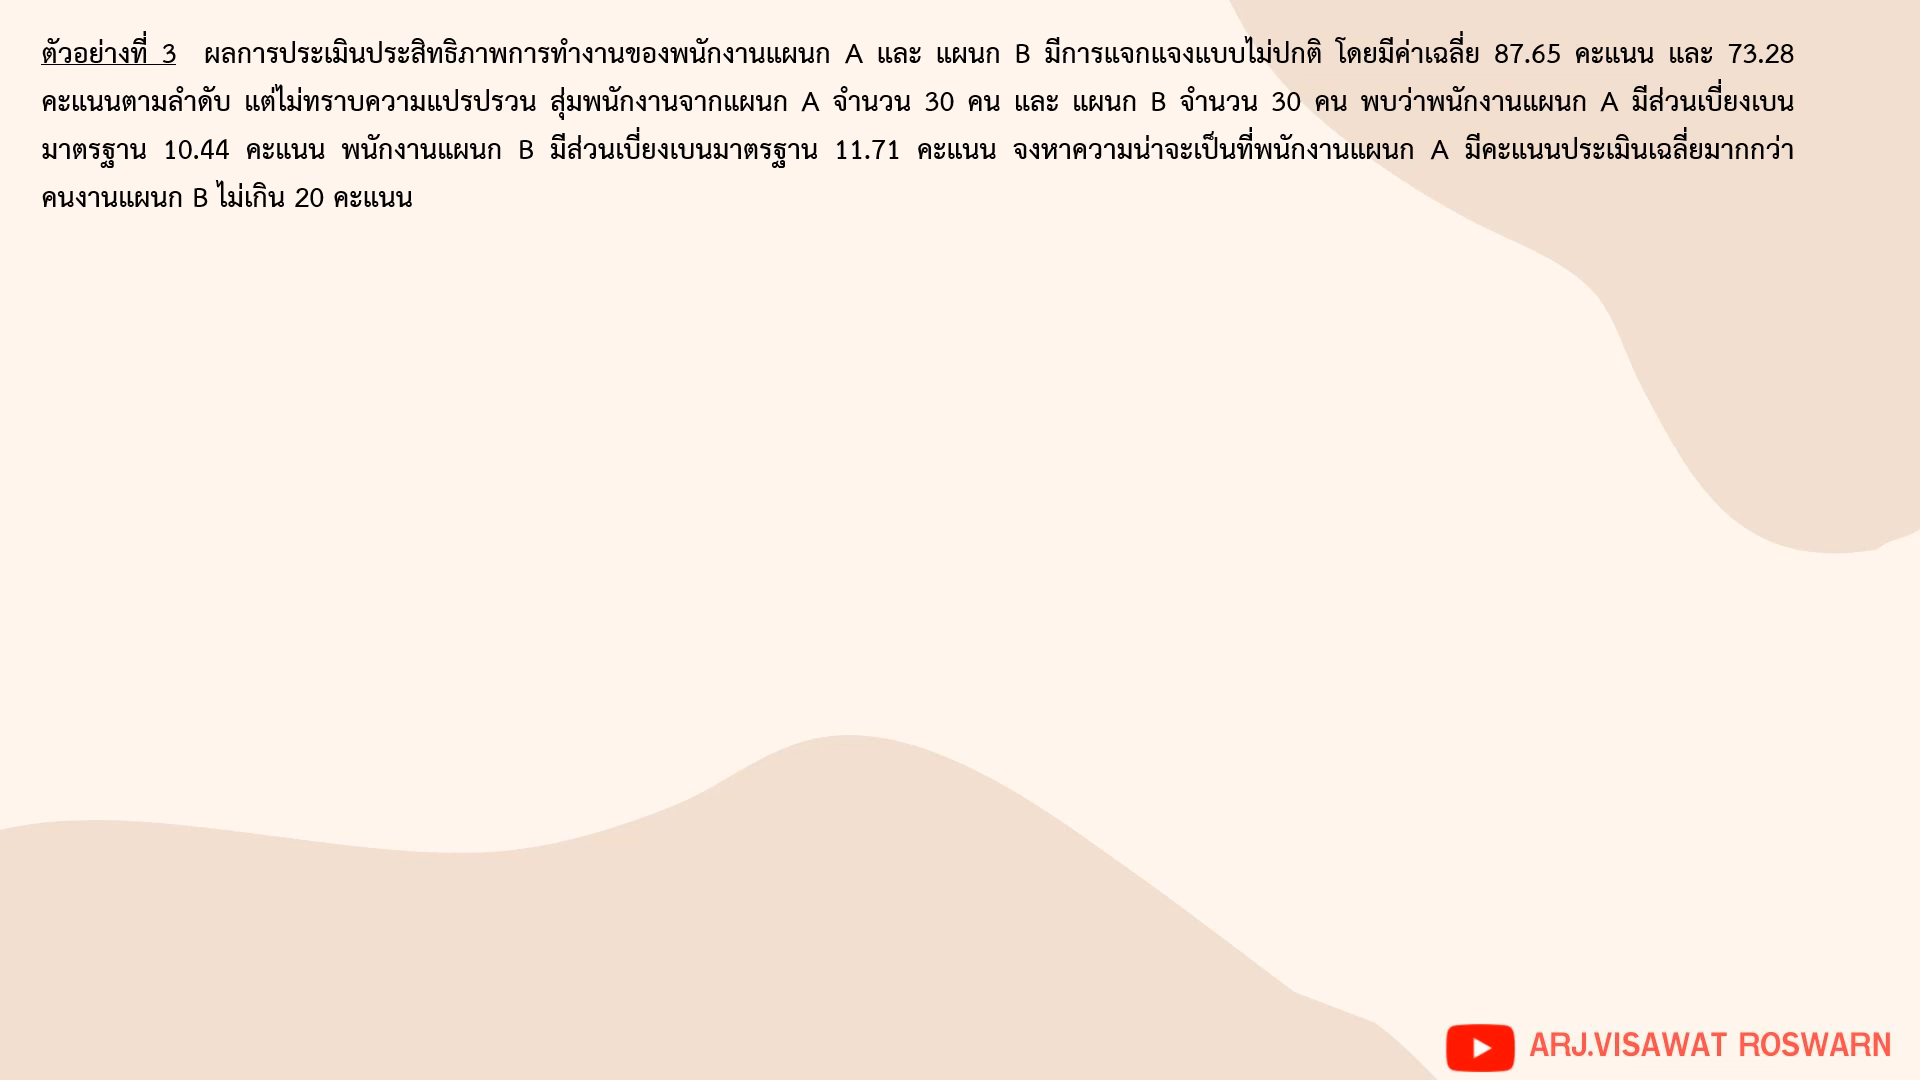 ตัวอย่างที่ 3 ผลการประเมินประสิทธิภาพการทำงานของพนักงานแผนก A และ แผนก B มีการแจกแจงแบบไม่ปกติ โดยมีค่าเฉลี่ย 87.65 คะแนน และ 73.28
คะแนนตามลำดับ แต่ไม่ทราบความแปรปรวน สุ่มพนักงานจากแผนก A จำนวน 30 คน และ แผนก B จำนวน 30 คน พบว่าพนักงานแผนก A มีส่วนเบี่ยงเบน
มาตรฐาน 10.44 คะแนน พนักงานแผนก B มีส่วนเบี่ยงเบนมาตรฐาน 11.71 คะแนน จงหาความน่าจะเป็นที่พนักงานแผนก A มีคะแนนประเมินเฉลี่ยมากกว่า
คนงานแผนก B ไม่เกิน 20 คะแนน
ARJ.VISAWAT ROSWARN